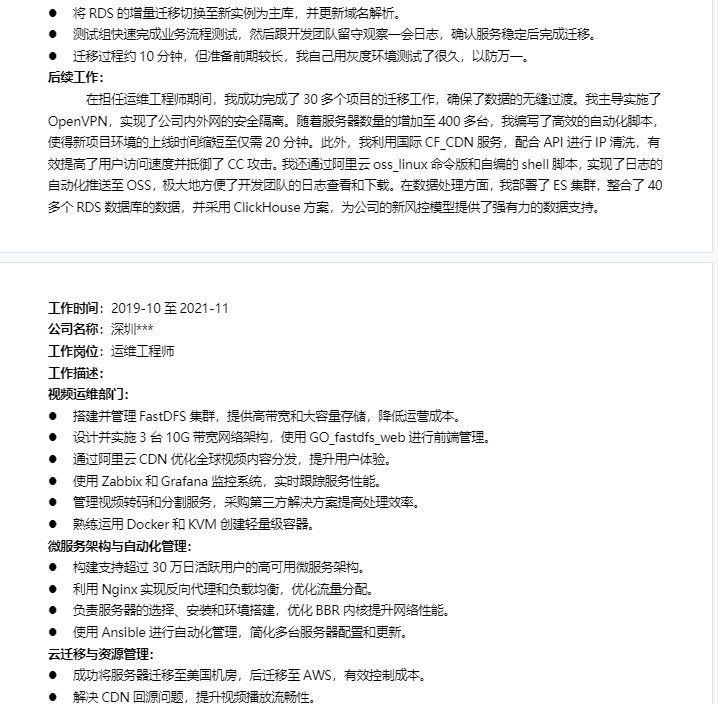 ● 将 RDS 的增量迁移切换至新实例为主库，并更新域名解析。
● 测试组快速完成业务流程测试，然后跟开发团队留守观察一会日志，确认服务稳定后完成迁移。
● 迁移过程约 10 分钟，但准备前期较长，我自己用灰度环境测试了很久，以防万一。
后续工作：
在担任运维工程师期间，我成功完成了 30 多个项目的迁移工作，确保了数据的无缝过渡。我主导实施了
OpenVPN，实现了公司内外网的安全隔离。随着服务器数量的增加至 400 多台，我编写了高效的自动化脚本，
使得新项目环境的上线时间缩短至仅需 20 分钟。此外，我利用国际 CF_CDN 服务，配合 API 进行 IP 清洗，有
效提高了用户访问速度并抵御了 CC 攻击。我还通过阿里云 oss_linux 命令版和自编的 shell 脚本，实现了日志的
自动化推送至 OSS，极大地方便了开发团队的日志查看和下载。在数据处理方面，我部署了 ES 集群，整合了 40
多个 RDS 数据库的数据，并采用 ClickHouse 方案，为公司的新风控模型提供了强有力的数据支持。
工作时间：2019-10 至 2021-11
公司名称：深圳***
工作岗位：运维工程师
工作描述：
视频运维部门：
● 搭建并管理 FastDFS 集群，提供高带宽和大容量存储，降低运营成本。
● 设计并实施 3 台 10G 带宽网络架构，使用 GO_fastdfs_web 进行前端管理。
● 通过阿里云 CDN 优化全球视频内容分发，提升用户体验。
● 使用 Zabbix 和 Grafana 监控系统，实时跟踪服务性能。
● 管理视频转码和分割服务，采购第三方解决方案提高处理效率。
● 熟练运用 Docker 和 KVM 创建轻量级容器。
微服务架构与自动化管理：
● 构建支持超过 30 万日活跃用户的高可用微服务架构。
● 利用 Nginx 实现反向代理和负载均衡，优化流量分配。
● 负责服务器的选择、安装和环境搭建，优化 BBR 内核提升网络性能。
● 使用 Ansible 进行自动化管理，简化多台服务器配置和更新。
云迁移与资源管理：
● 成功将服务器迁移至美国机房，后迁移至 AWS，有效控制成本。
● 解决 CDN 回源问题，提升视频播放流畅性。